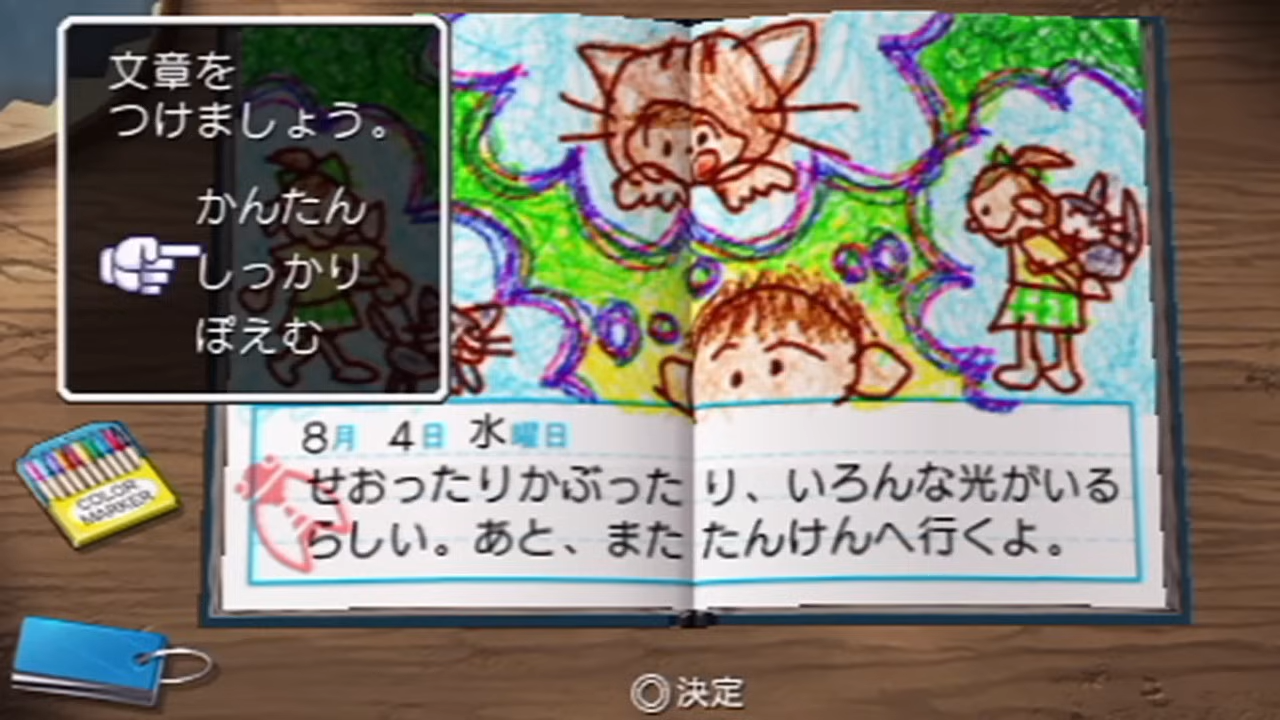 文章を
つけましょう。
かんたん
しっかり
ぽえむ
8月 4日 水曜日
せおったりかぶったり、いろんな光がいる
らしい。あと、またたんけんへ行くよ。
COLOR
MARKER
◎決定